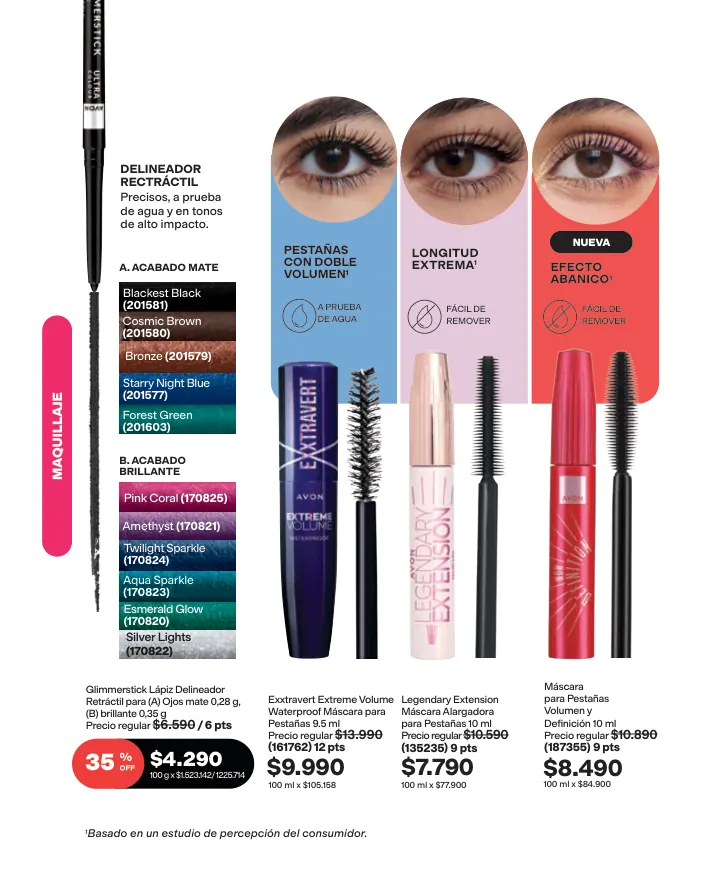 MERSTICK
ULTRA
COLOUR
AVON
DELINEADOR
RECTRÁCTIL
Precisos, a prueba
de agua y en tonos
de alto impacto.
A. ACABADO MATE
Blackest Black
(201581)
Cosmic Brown
(201580)
Bronze (201579)
Starry Night Blue
(201577)
Forest Green
(201603)
B. ACABADO
BRILLANTE
Pink Coral (170825)
Amethyst (170821)
Twilight Sparkle
(170824)
Aqua Sparkle
(170823)
Esmerald Glow
(170820)
Silver Lights
(170822)
MAQUILLAJE
PESTAÑAS
CON DOBLE
VOLUMEN¹
A PRUEBA
DE AGUA
LONGITUD
EXTREMA¹
FÁCIL DE
REMOVER
NUEVA
EFECTO
ABANICO¹
FÁCIL DE
REMOVER
EXXTRAVERT
AVON
EXTREME
VOLUME
WATERPROOF
AVON
LEGENDARY
EXTENSION
AVON
Glimmerstick Lápiz Delineador
Retráctil para (A) Ojos mate 0,28 g,
(B) brillante 0,35 g
Precio regular $6.590 / 6 pts
35 % OFF
$4.290
100 g x $1.523.142/ 1225.714
Exxtravert Extreme Volume
Waterproof Máscara para
Pestañas 9.5 ml
Precio regular $13.990
(161762) 12 pts
$9.990
100 ml x $105.158
Legendary Extension
Máscara Alargadora
para Pestañas 10 ml
Precio regular $10.590
(135235) 9 pts
$7.790
100 ml x $77.900
Máscara
para Pestañas
Volumen y
Definición 10 ml
Precio regular $10.890
(187355) 9 pts
$8.490
100 ml x $84.900
¹Basado en un estudio de percepción del consumidor.